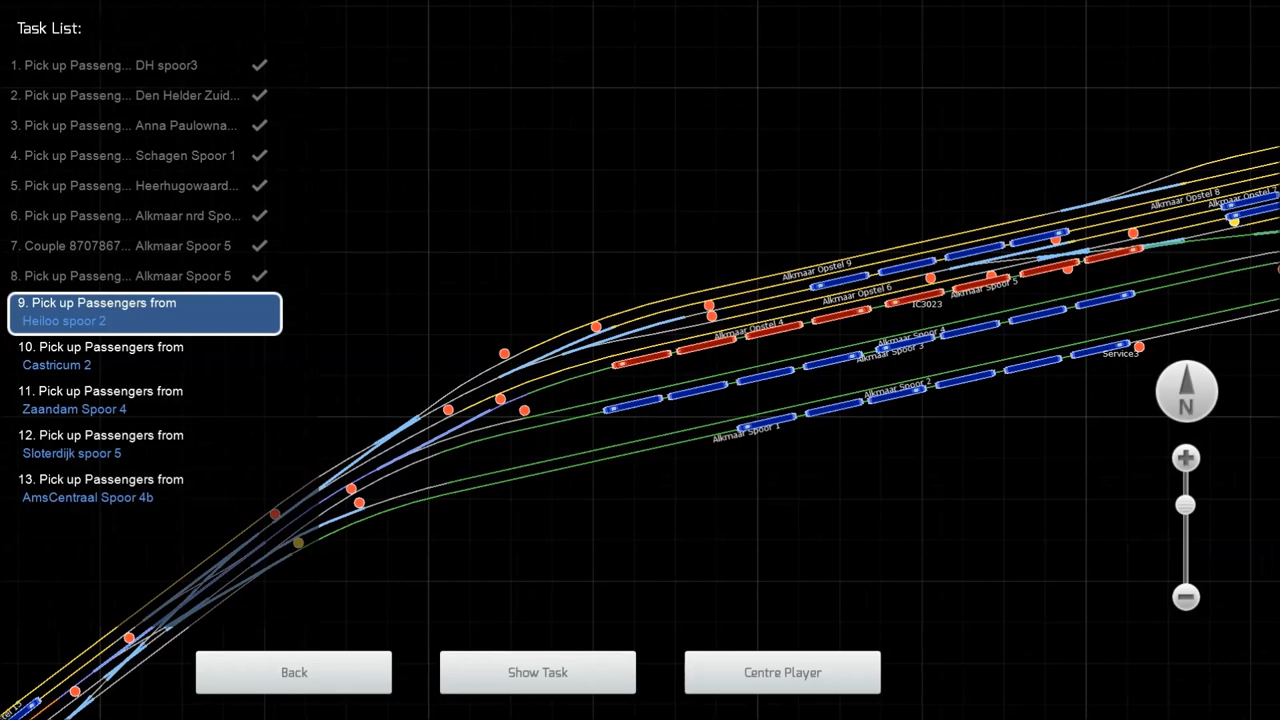 Task List:
1. Pick up Passeng... DH spoor3
2. Pick up Passeng... Den Helder Zuid...
3. Pick up Passeng... Anna Paulowna...
4. Pick up Passeng... Schagen Spoor 1
5. Pick up Passeng... Heerhugowaard...
6. Pick up Passeng... Alkmaar nrd Spo...
7. Couple 8707867... Alkmaar Spoor 5
8. Pick up Passeng... Alkmaar Spoor 5
9. Pick up Passengers from
Heiloo spoor 2
10. Pick up Passengers from
Castricum 2
11. Pick up Passengers from
Zaandam Spoor 4
12. Pick up Passengers from
Sloterdijk spoor 5
13. Pick up Passengers from
AmsCentraal Spoor 4b
Alkmaar Opstel 8
Alkmaar Opstel 7
Alkmaar Opstel 9
Alkmaar Opstel 6
Alkmaar Spoor 5
IC3023
Alkmaar Opstel 4
Alkmaar Spoor 4
Alkmaar Spoor 3
Service3
Alkmaar Spoor 2
Alkmaar Spoor 1
N
Back
Show Task
Centre Player